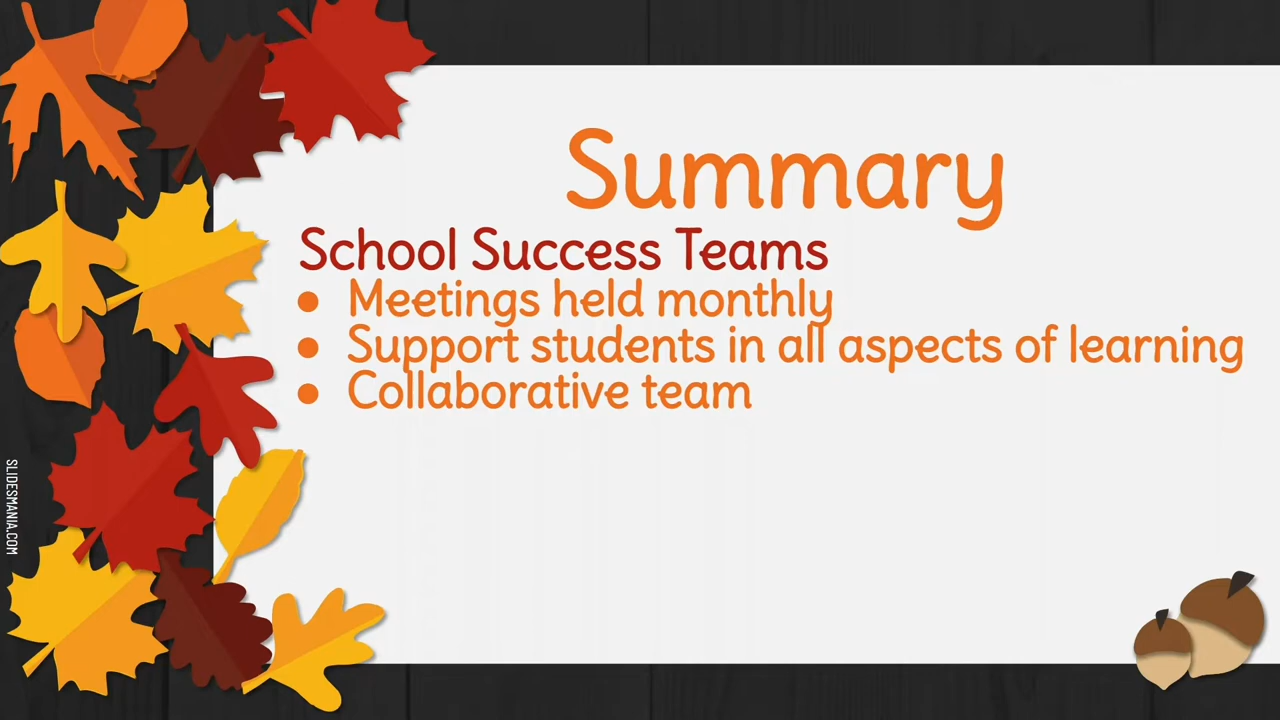 Summary
School Success Teams
● Meetings held monthly
● Support students in all aspects of learning
● Collaborative team
SLIDESMANIA.COM